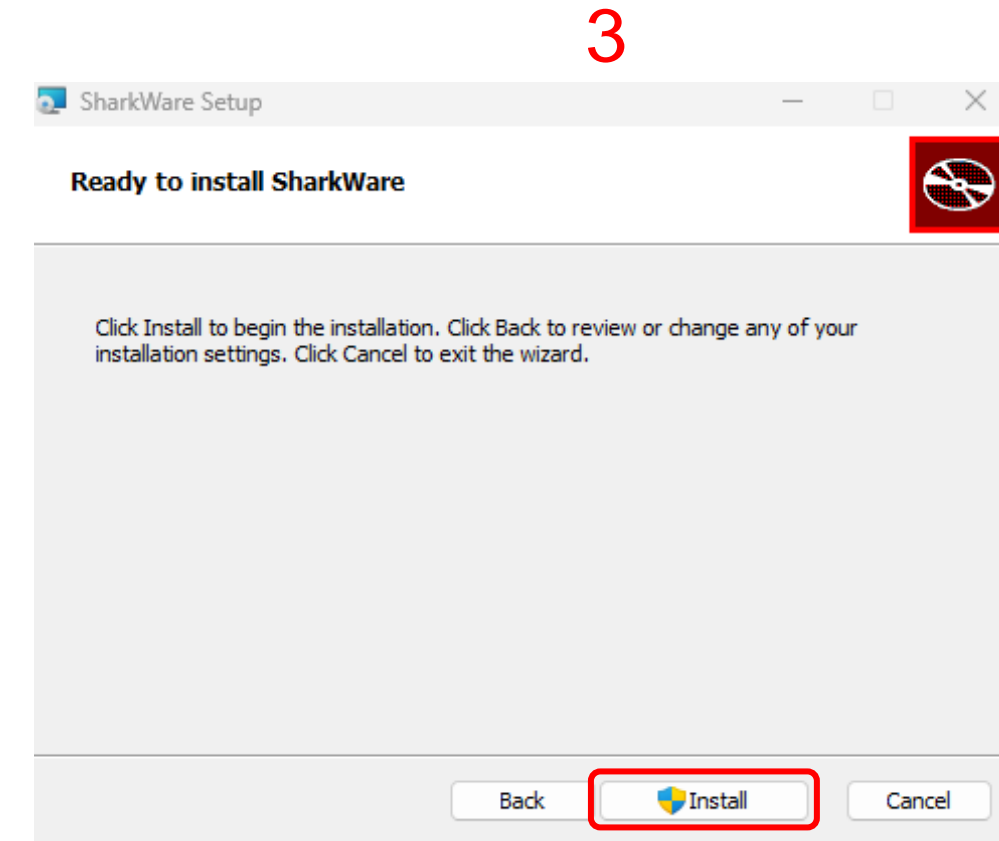 3
SharkWare Setup
Ready to install SharkWare
Click Install to begin the installation. Click Back to review or change any of your
installation settings. Click Cancel to exit the wizard.
Back
Install
Cancel